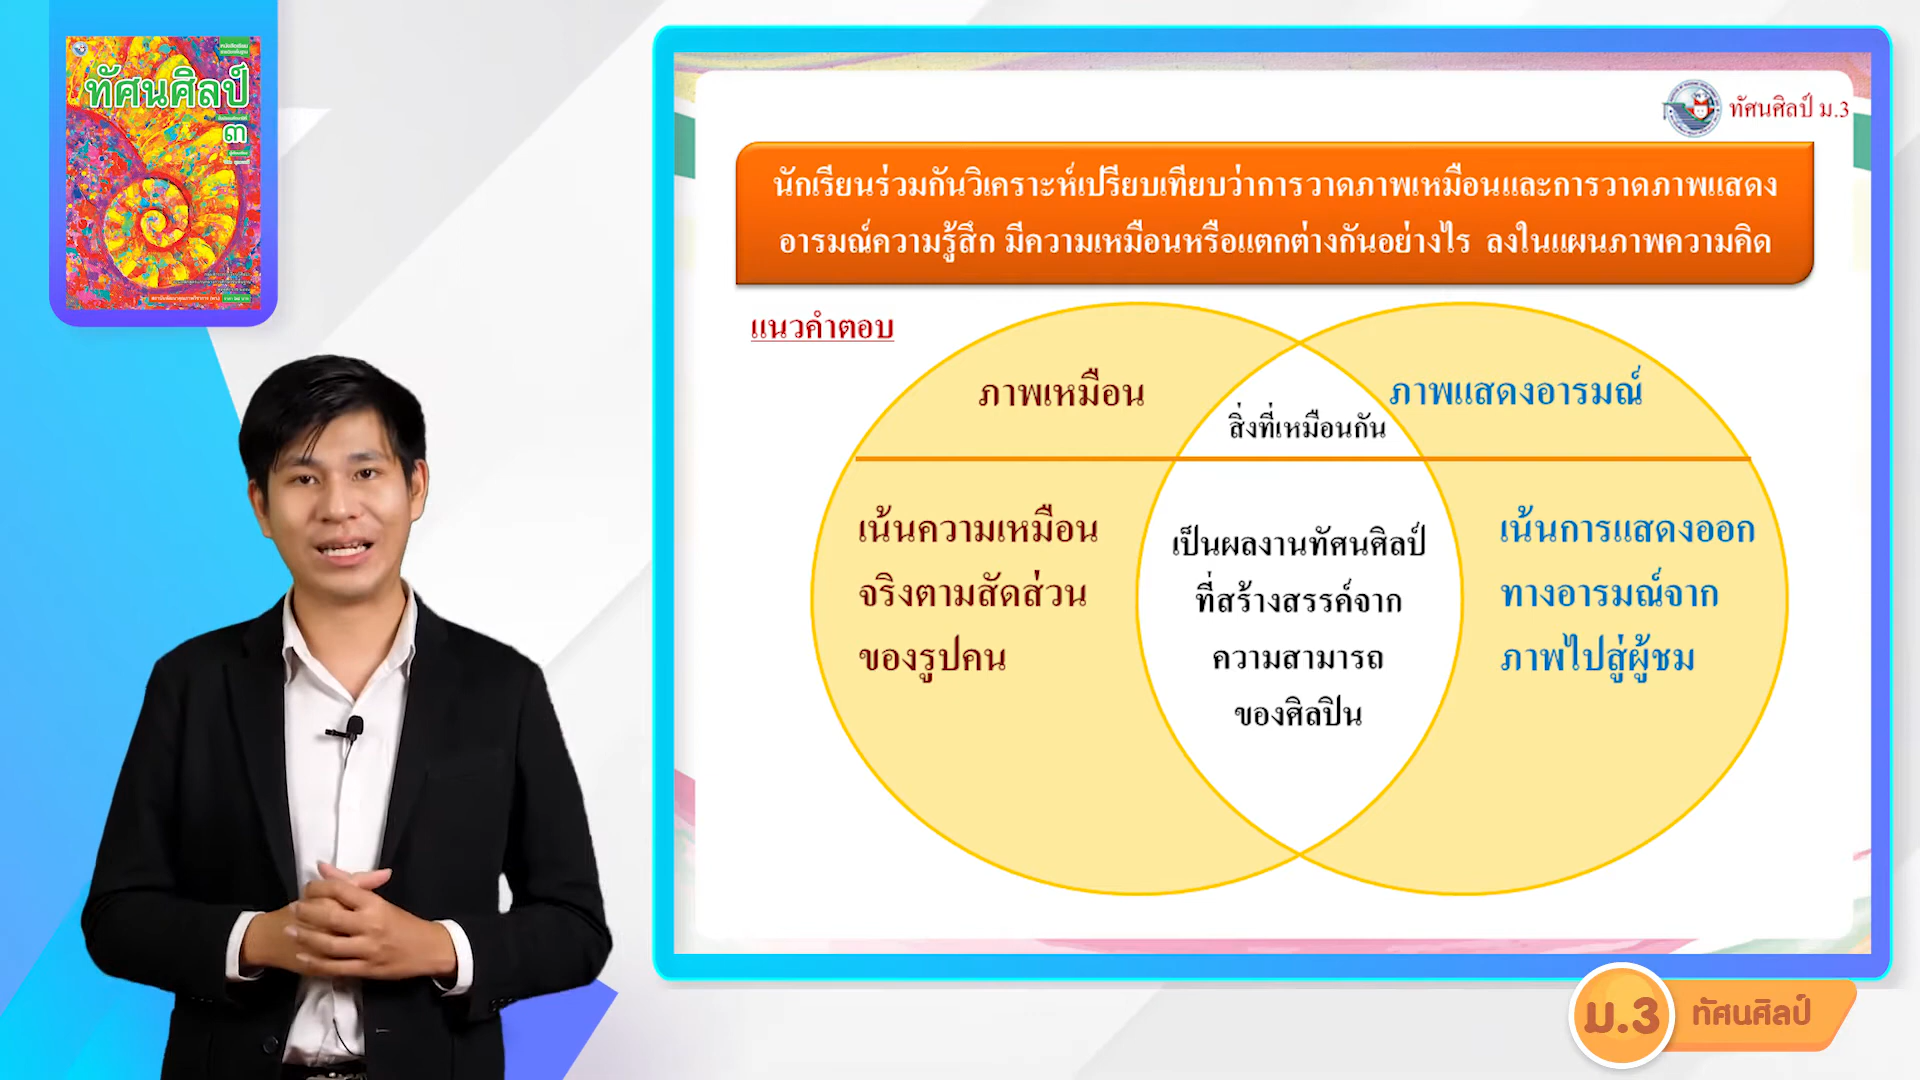 ทัศนศิลป์
๓
ทัศนศิลป์ ม.3
นักเรียนร่วมกันวิเคราะห์เปรียบเทียบว่าการวาดภาพเหมือนและการวาดภาพแสดง
อารมณ์ความรู้สึก มีความเหมือนหรือแตกต่างกันอย่างไร ลงในแผนภาพความคิด
แนวคำตอบ
ภาพเหมือน
สิ่งที่เหมือนกัน
ภาพแสดงอารมณ์
เน้นความเหมือน
จริงตามสัดส่วน
ของรูปคน
เป็นผลงานทัศนศิลป์
ที่สร้างสรรค์จาก
ความสามารถ
ของศิลปิน
เน้นการแสดงออก
ทางอารมณ์จาก
ภาพไปสู่ผู้ชม
ม.3
ทัศนศิลป์